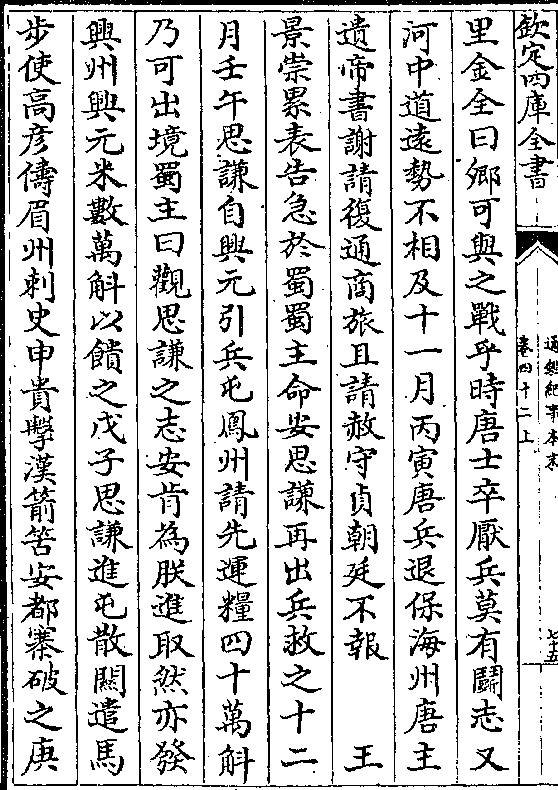 欽定四庫全書
通鑑紀事本末
卷四十二上
七十五
里金全曰鄉可與之戰乎時唐士卒厭兵莫有鬭志又
河中道遠勢不相及十一月丙寅唐兵退保海州唐主
遺帝書謝請復通商旅且請赦守貞朝廷不報 王
景崇累表告急於蜀蜀主命安思謙再出兵救之十二
月壬午思謙自興元引兵屯鳳州請先運糧四十萬斛
乃可出境蜀主曰觀思謙之志安肯為朕進取然亦發
興州興元米數萬斛以饋之戊子思謙進屯散關遣馬
步使高彥儔眉州刺史申貴擊漢箭筈安都寨破之庚